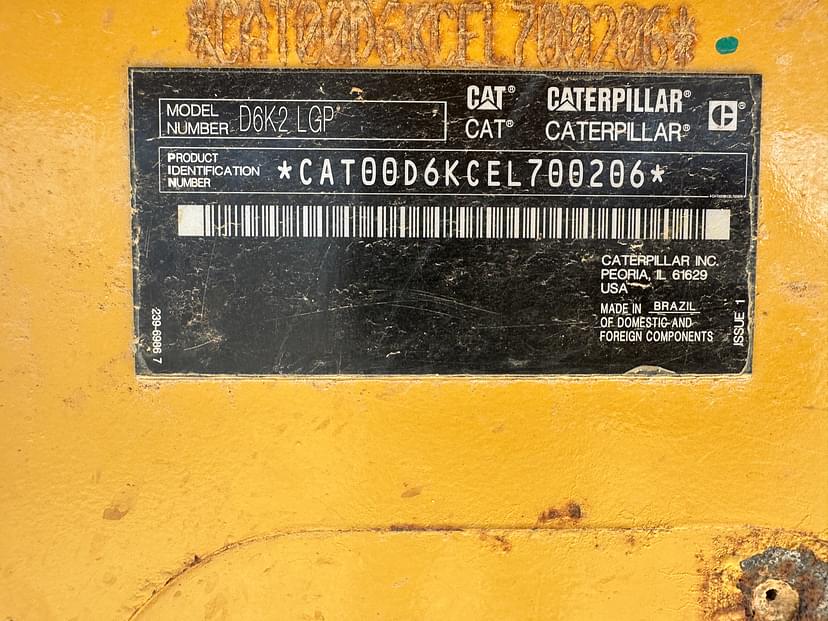 *CAT00D6KCEL700206*
CAT® CATERPILLAR® ®
MODEL NUMBER D6K2 LGP
CAT® CATERPILLAR®
PRODUCT IDENTIFICATION NUMBER *CAT00D6KCEL700206*
CATERPILLAR INC.
PEORIA, IL 61629
USA
MADE IN BRAZIL
OF DOMESTIC AND
FOREIGN COMPONENTS
239-6986 7
ISSUE 1